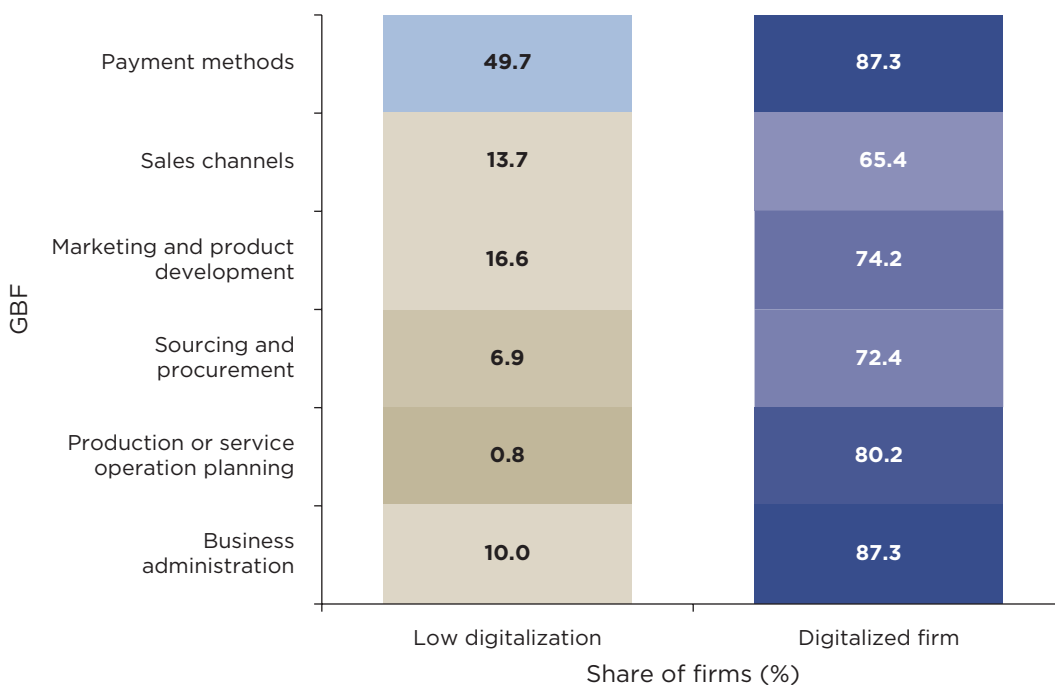 GBF
Payment methods
49.7
87.3
Sales channels
13.7
65.4
Marketing and product
development
16.6
74.2
Sourcing and
procurement
6.9
72.4
Production or service
operation planning
0.8
80.2
Business
administration
10.0
87.3
Low digitalization
Digitalized firm
Share of firms (%)